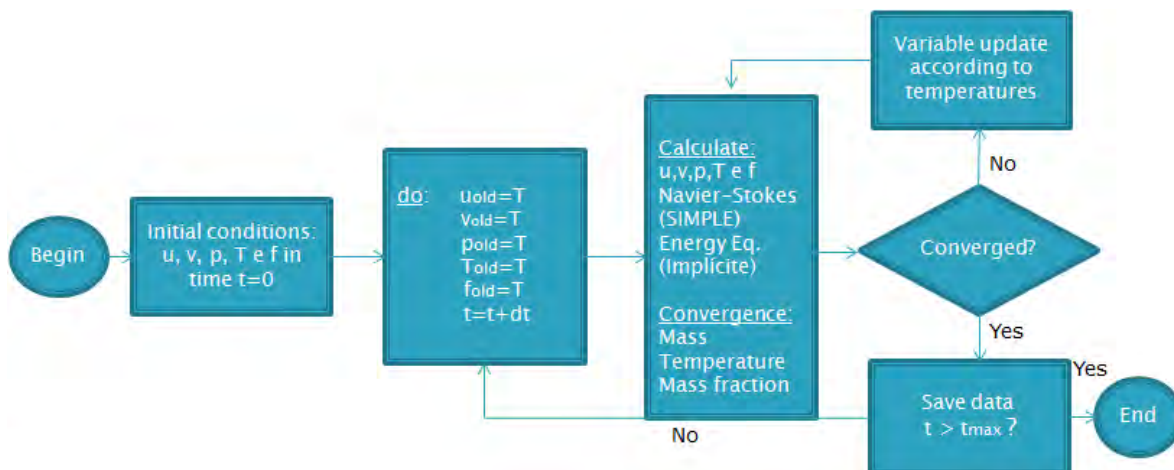 Begin
Initial conditions:
u, v, p, T e f in
time t=0
do: uold=T
vold=T
pold=T
Told=T
fold=T
t=t+dt
Calculate:
u,v,p,T e f
Navier-Stokes
(SIMPLE)
Energy Eq.
(Implícite)
Convergence:
Mass
Temperature
Mass fraction
Variable update
according to
temperatures
No
Converged?
Yes
Save data
t > tmax ?
Yes
End
No